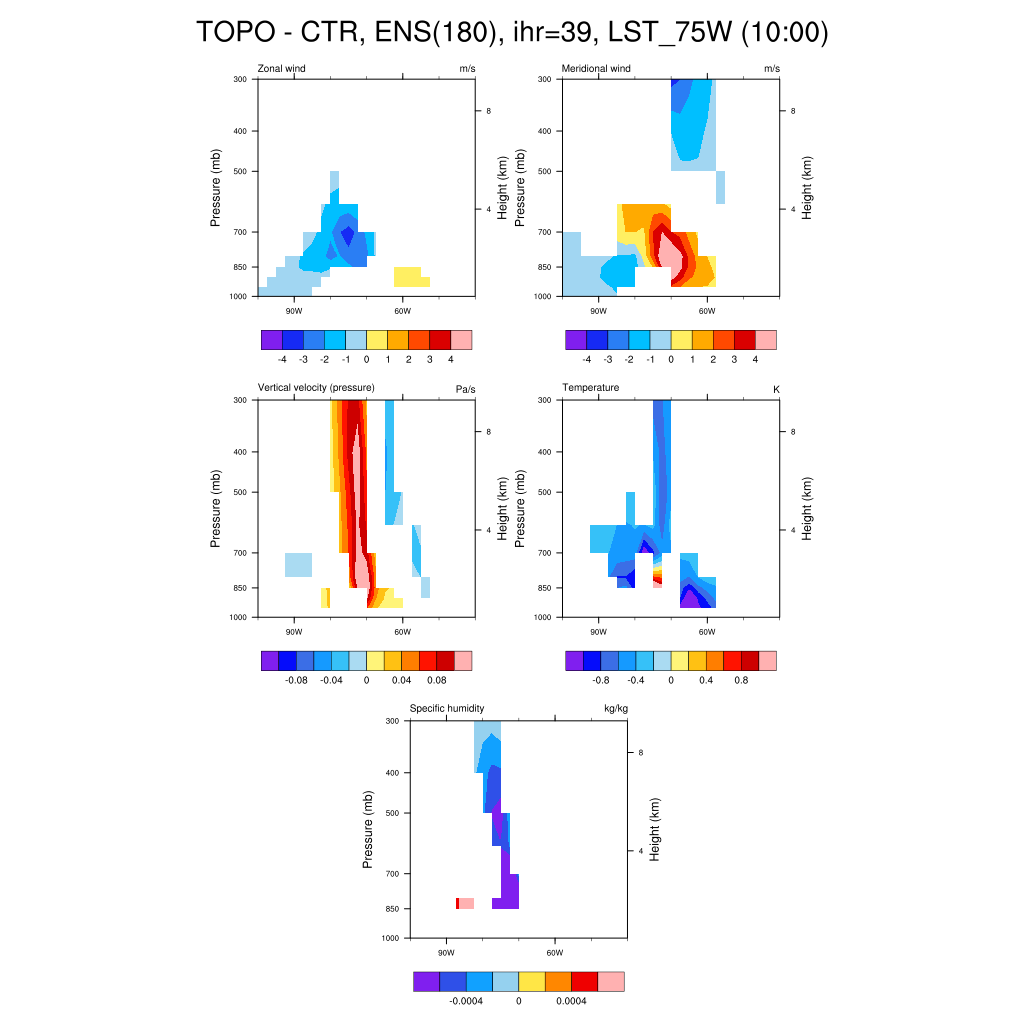 TOPO - CTR, ENS(180), ihr=39, LST_75W (10:00)
Zonal wind m/s
300
400
500
700
850
1000
Pressure (mb)
8
4
Height (km)
90W 60W
-4 -3 -2 -1 0 1 2 3 4
Meridional wind m/s
300
400
500
700
850
1000
Pressure (mb)
8
4
Height (km)
90W 60W
-4 -3 -2 -1 0 1 2 3 4
Vertical velocity (pressure) Pa/s
300
400
500
700
850
1000
Pressure (mb)
8
4
Height (km)
90W 60W
-0.08 -0.04 0 0.04 0.08
Temperature K
300
400
500
700
850
1000
Pressure (mb)
8
4
Height (km)
90W 60W
-0.8 -0.4 0 0.4 0.8
Specific humidity kg/kg
300
400
500
700
850
1000
Pressure (mb)
8
4
Height (km)
90W 60W
-0.0004 0 0.0004